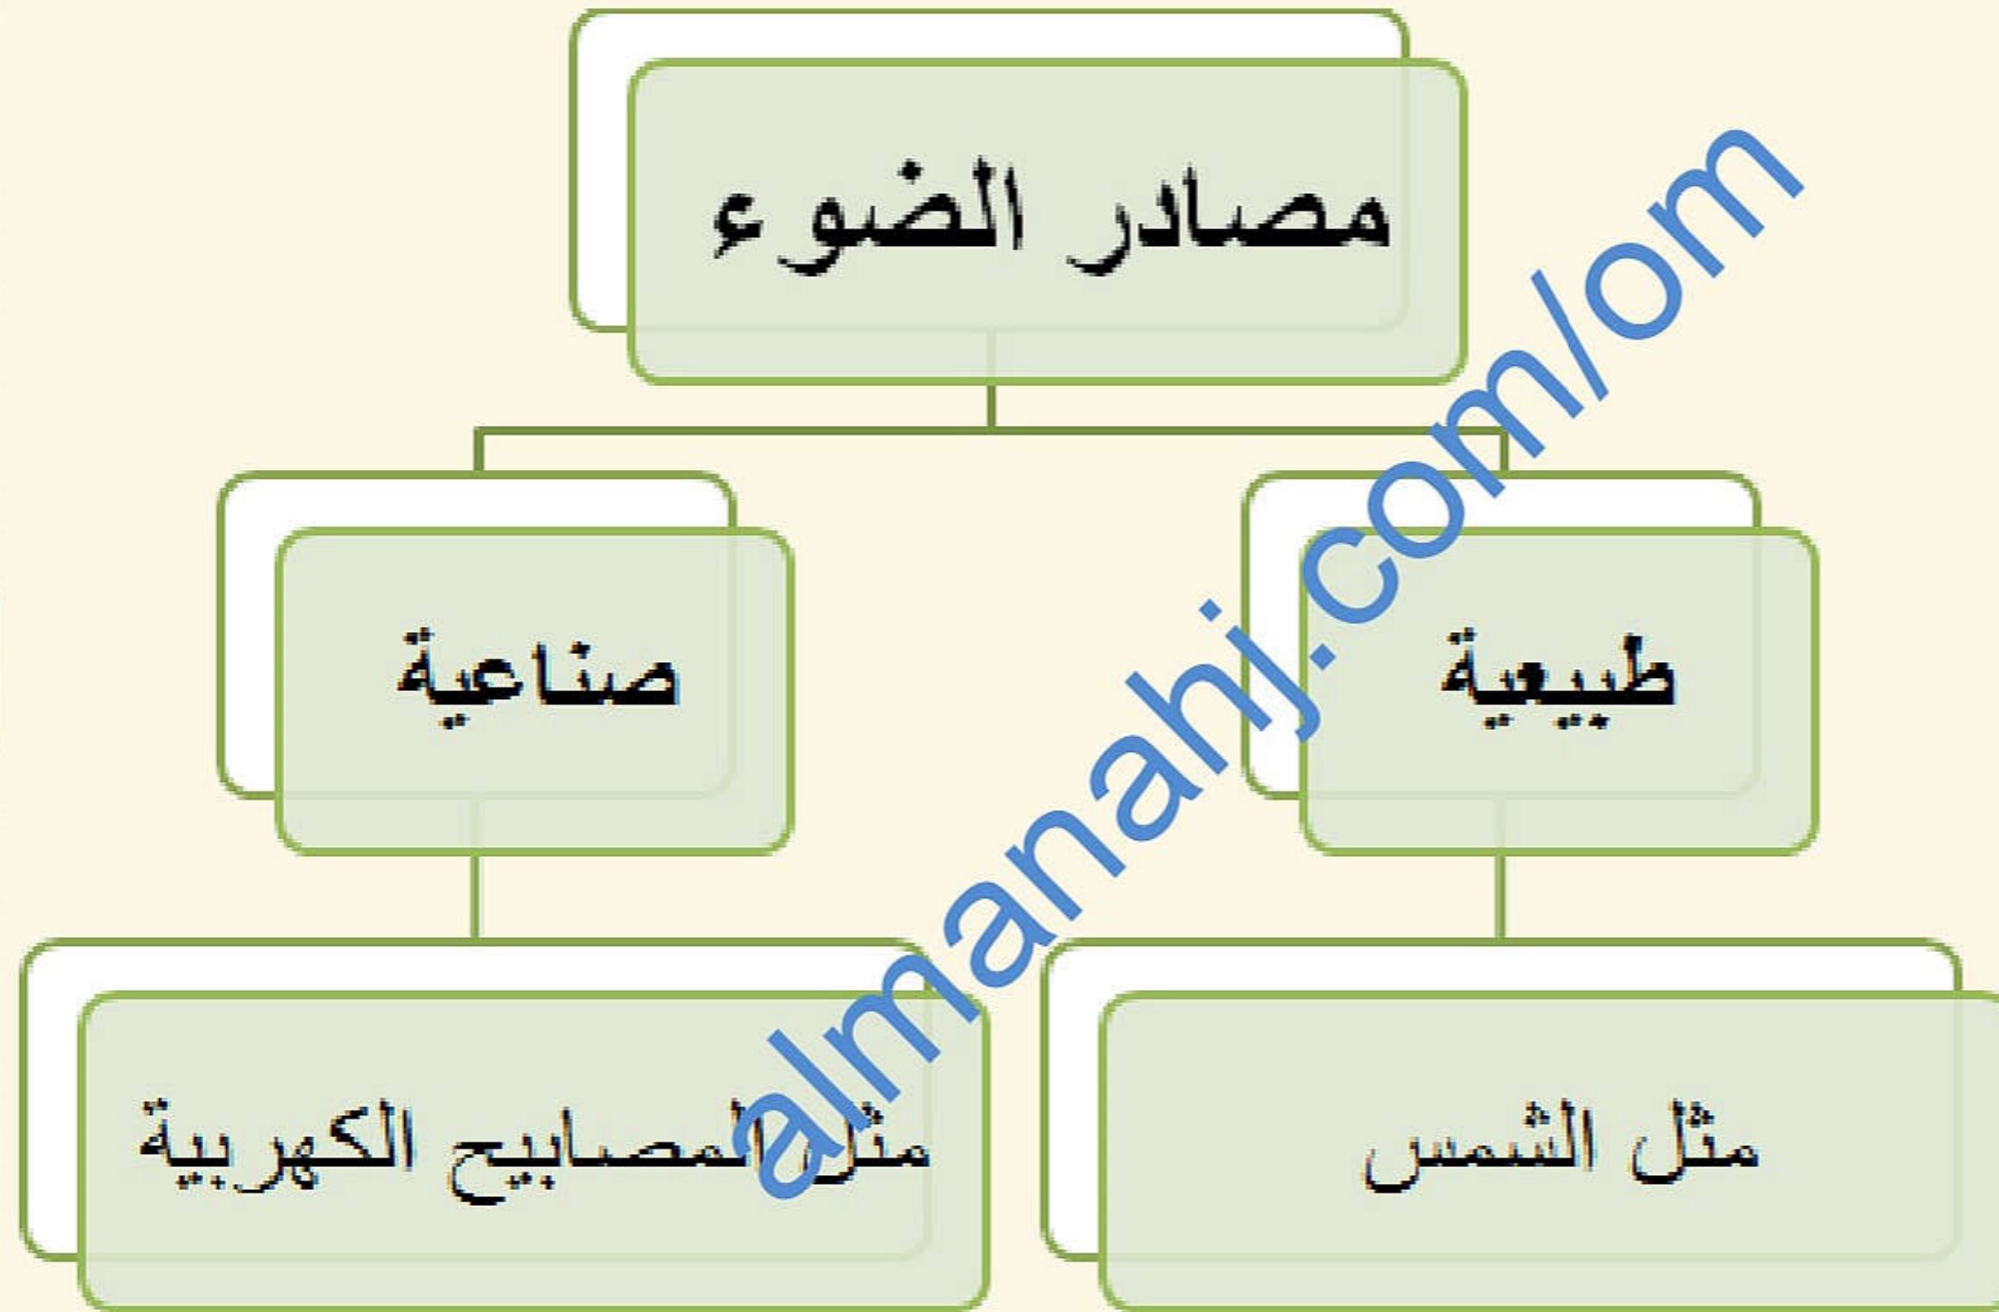 مصادر الضوء
طبيعية
صناعية
مثل الشمس
مثل المصابيح الكهربية
almanahj.com/om